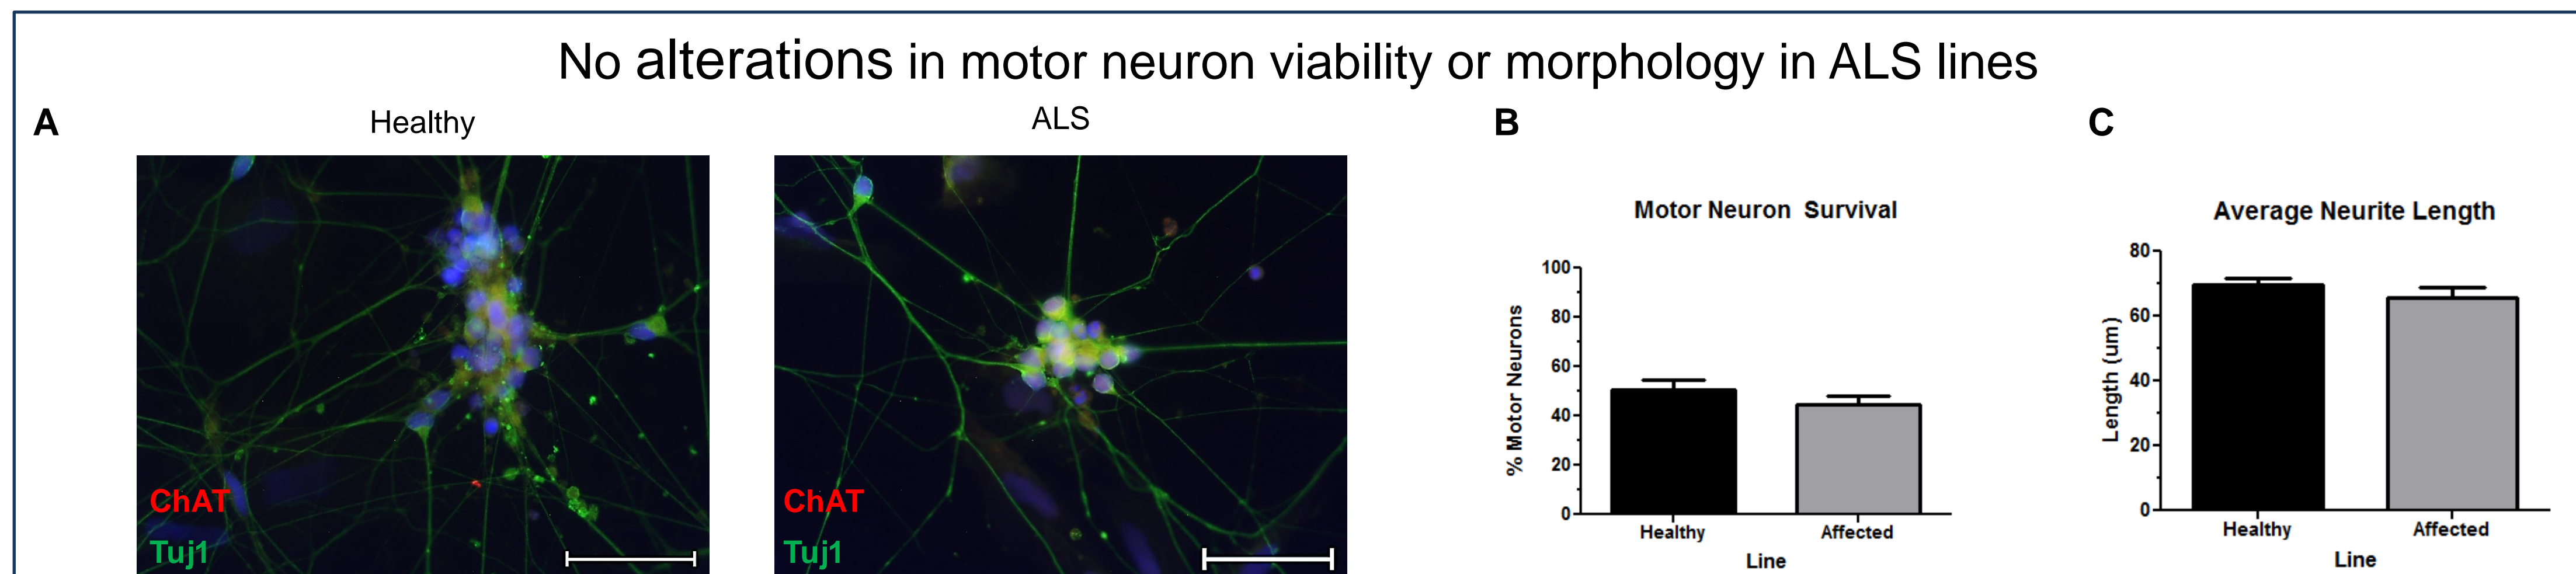 No alterations in motor neuron viability or morphology in ALS lines
A
Healthy
ALS
ChAT
Tuj1
ChAT
Tuj1
B
Motor Neuron Survival
% Motor Neurons
100
80
60
40
20
0
Healthy
Affected
Line
C
Average Neurite Length
Length (um)
80
60
40
20
0
Healthy
Affected
Line